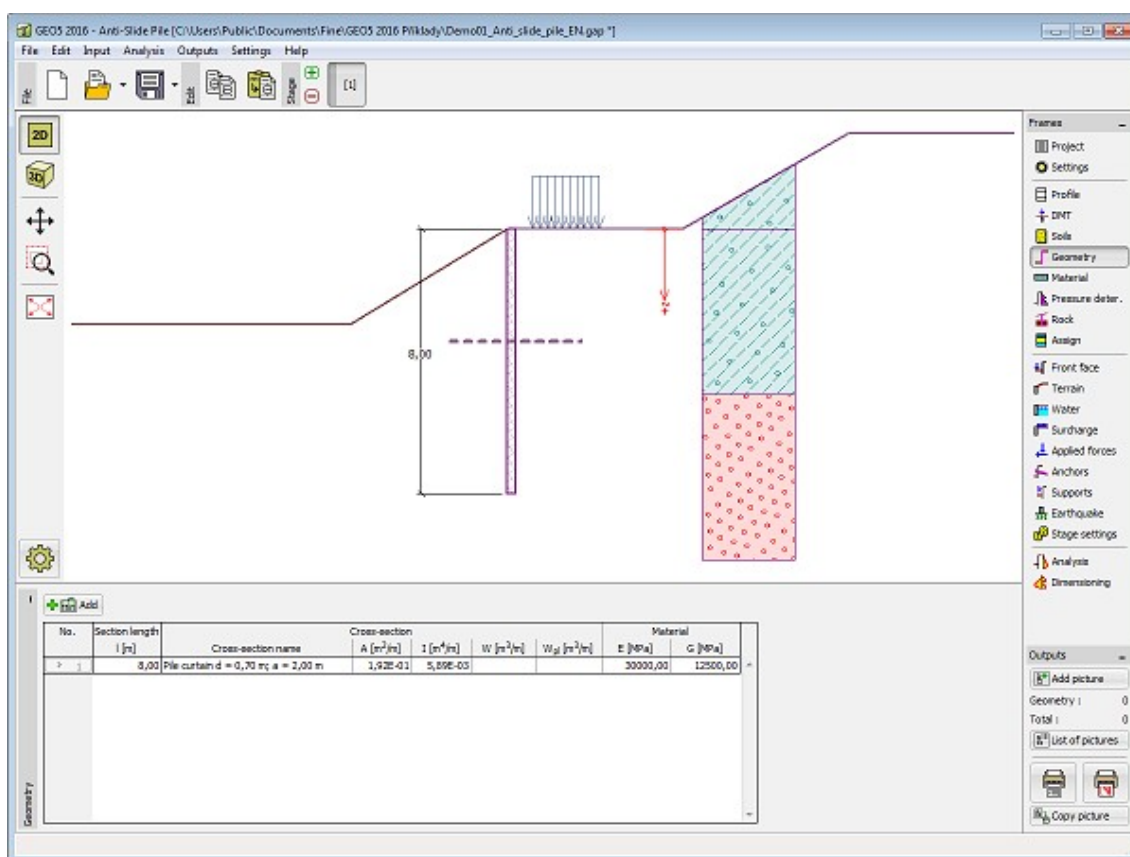 GEO5 2016 - Anti-Slide Pile [C:\Users\Public\Documents\Fine\GEO5 2016 Příklady\Demo01_Anti_slide_pile_EN.gap *]
File Edit Input Analysis Outputs Settings Help
File
Edit
Stage
[1]
2D
3D
8,00
+z
Frames
Project
Settings
Profile
DMT
Soils
Geometry
Material
Pressure deter.
Rock
Assign
Front face
Terrain
Water
Surcharge
Applied forces
Anchors
Supports
Earthquake
Stage settings
Analysis
Dimensioning
Geometry
Add
No. Section length Cross-section Material
l [m] Cross-section name A [m²/m] I [m⁴/m] W [m³/m] Wpl [m³/m] E [MPa] G [MPa]
1 8,00 Pile curtain d = 0,70 m; a = 2,00 m 1,92E-01 5,89E-03 30000,00 12500,00
Outputs
Add picture
Geometry : 0
Total : 0
List of pictures
Copy picture